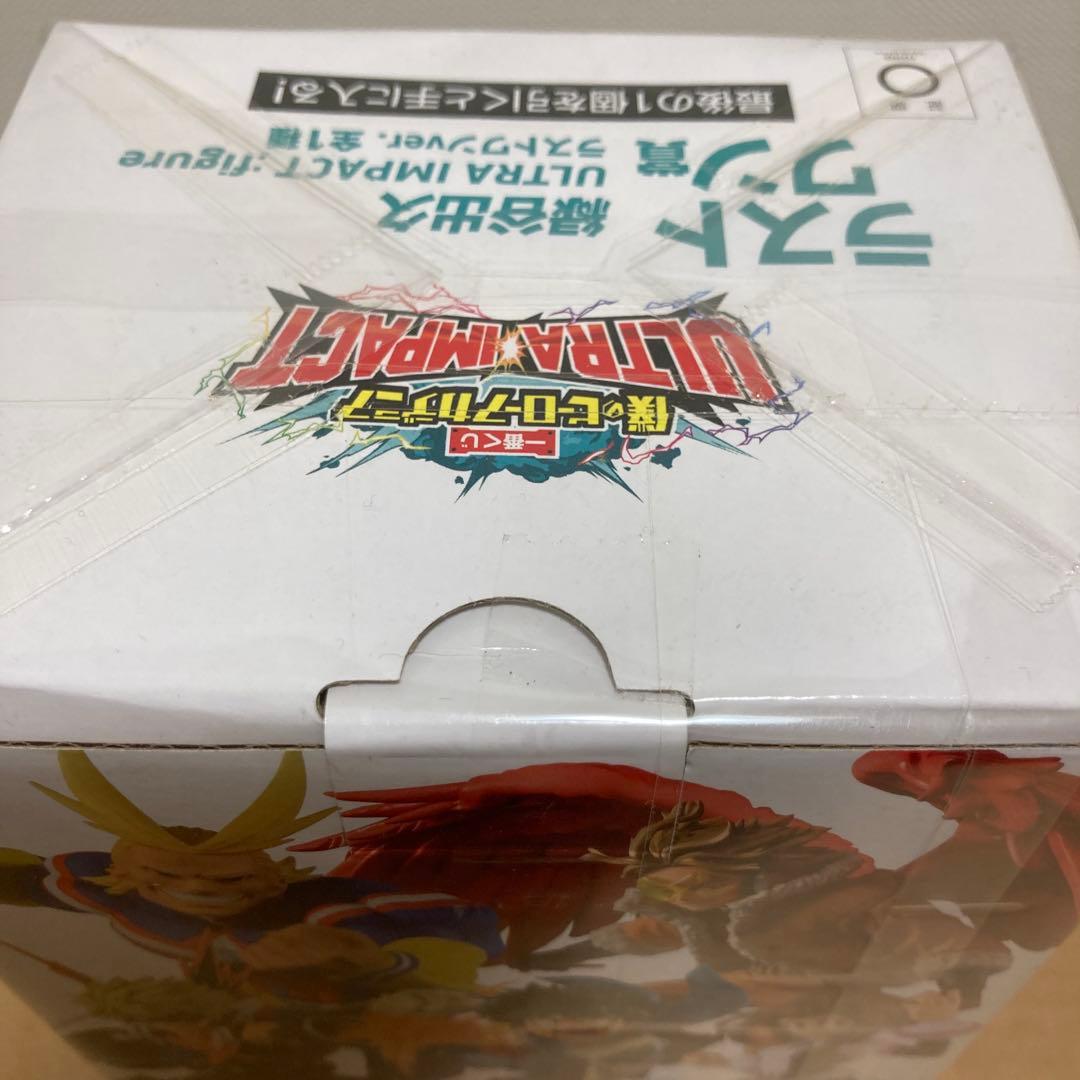 一番くじ
僕のヒーローアカデミア
ULTRA IMPACT
ラスト
ワン賞
緑谷出久
ULTRA IMPACT :figure
ラストワンver. 全1種
最後の1個を引くと手に入る!